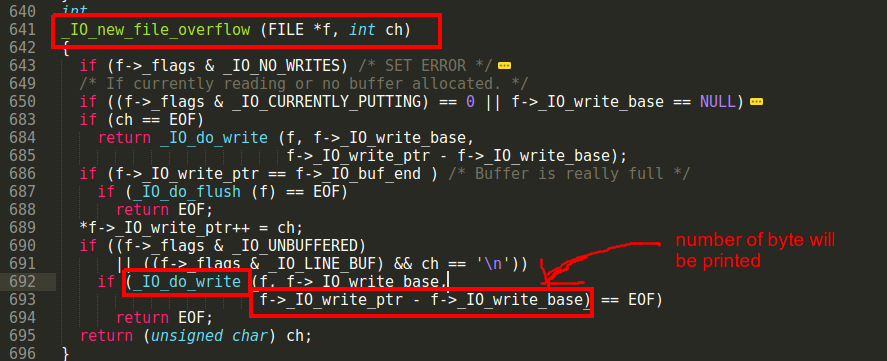 640 int
641 _IO_new_file_overflow (FILE *f, int ch)
642 {
643 if (f->_flags & _IO_NO_WRITES) /* SET ERROR */
649 /* If currently reading or no buffer allocated. */
650 if ((f->_flags & _IO_CURRENTLY_PUTTING) == 0 || f->_IO_write_base == NULL)
683 if (ch == EOF)
684 return _IO_do_write (f, f->_IO_write_base,
685 f->_IO_write_ptr - f->_IO_write_base);
686 if (f->_IO_write_ptr == f->_IO_buf_end ) /* Buffer is really full */
687 if (_IO_do_flush (f) == EOF)
688 return EOF;
689 *f->_IO_write_ptr++ = ch;
690 if ((f->_flags & _IO_UNBUFFERED)
691 || ((f->_flags & _IO_LINE_BUF) && ch == '\n'))
692 if (_IO_do_write (f, f->_IO_write_base,
693 f->_IO_write_ptr - f->_IO_write_base) == EOF)
694 return EOF;
695 return (unsigned char) ch;
696 }
number of byte will
be printed